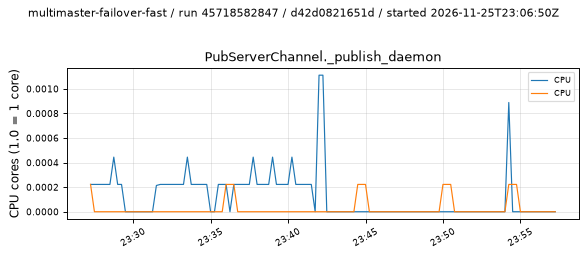 multimaster-failover-fast / run 45718582847 / d42d0821651d / started 2026-11-25T23:06:50Z
PubServerChannel._publish_daemon
CPU cores (1.0 = 1 core)
0.0010
0.0008
0.0006
0.0004
0.0002
0.0000
CPU
CPU
23:30
23:35
23:40
23:45
23:50
23:55